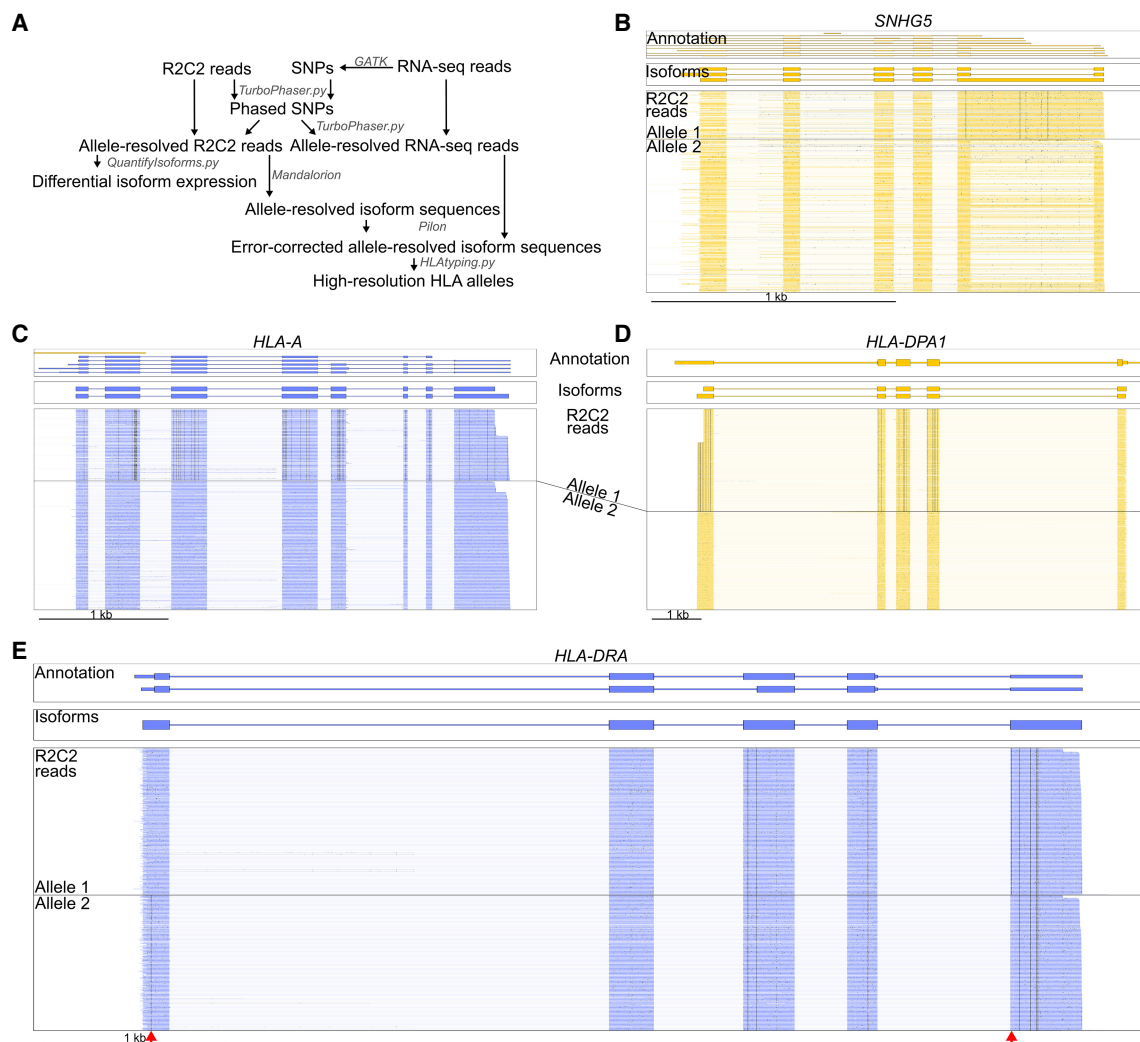 A
R2C2 reads
SNPs
GATK
RNA-seq reads
TurboPhaser.py
Phased SNPs
TurboPhaser.py
Allele-resolved R2C2 reads
Allele-resolved RNA-seq reads
QuantifyIsoforms.py
Differential isoform expression
Mandalorion
Allele-resolved isoform sequences
Pilon
Error-corrected allele-resolved isoform sequences
HLAtyping.py
High-resolution HLA alleles
B
SNHG5
Annotation
Isoforms
R2C2
reads
Allele 1
Allele 2
1 kb
C
HLA-A
1 kb
D
HLA-DPA1
Annotation
Isoforms
R2C2
reads
Allele 1
Allele 2
1 kb
E
HLA-DRA
Annotation
Isoforms
R2C2
reads
Allele 1
Allele 2
1 kb